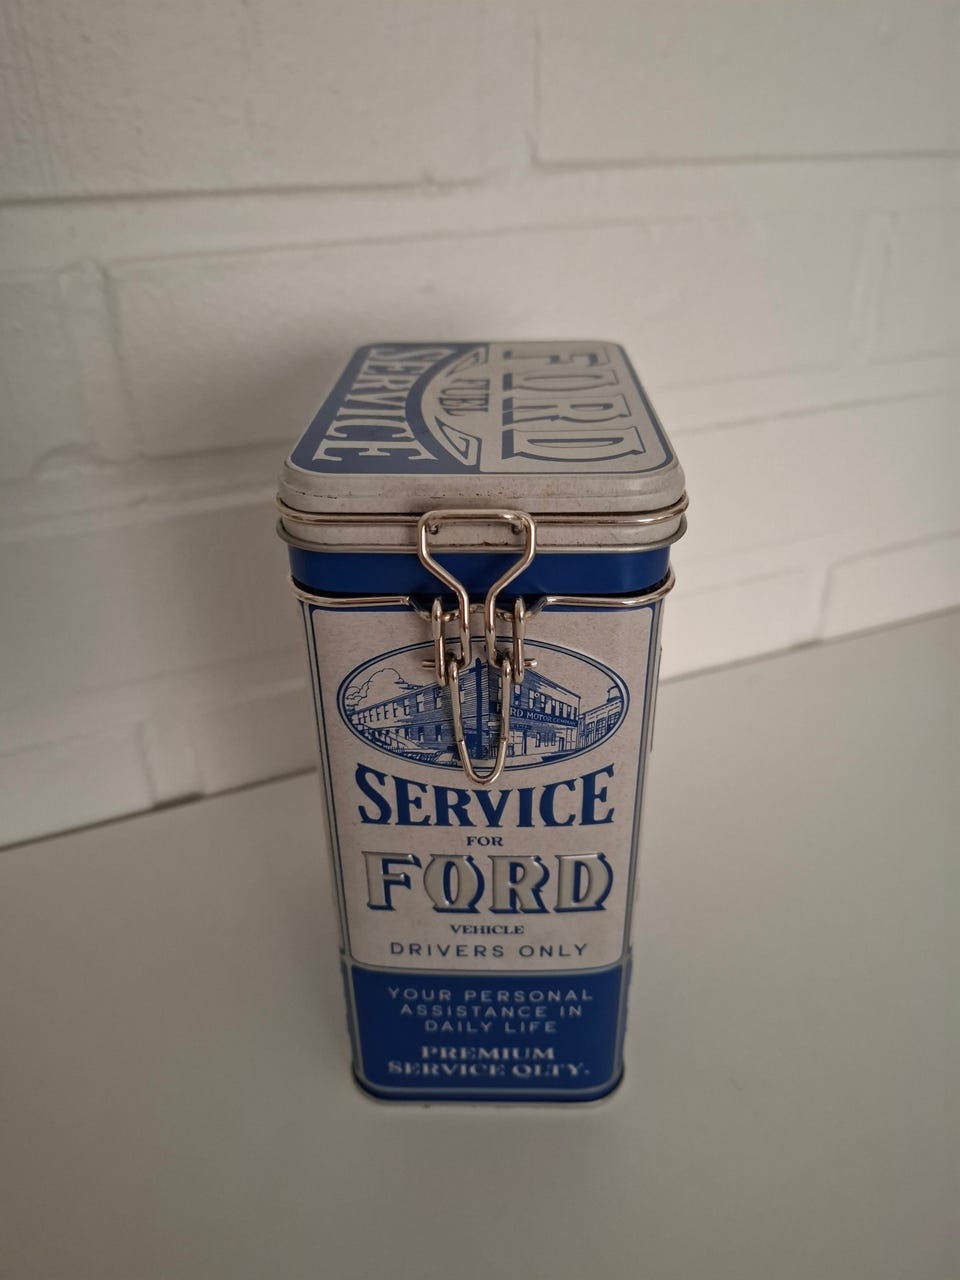 FORD
FUEL
SERVICE
RD MOTOR COMPANY
SERVICE
FOR
FORD
VEHICLE
DRIVERS ONLY
YOUR PERSONAL
ASSISTANCE IN
DAILY LIFE
PREMIUM
SERVICE QLTY.